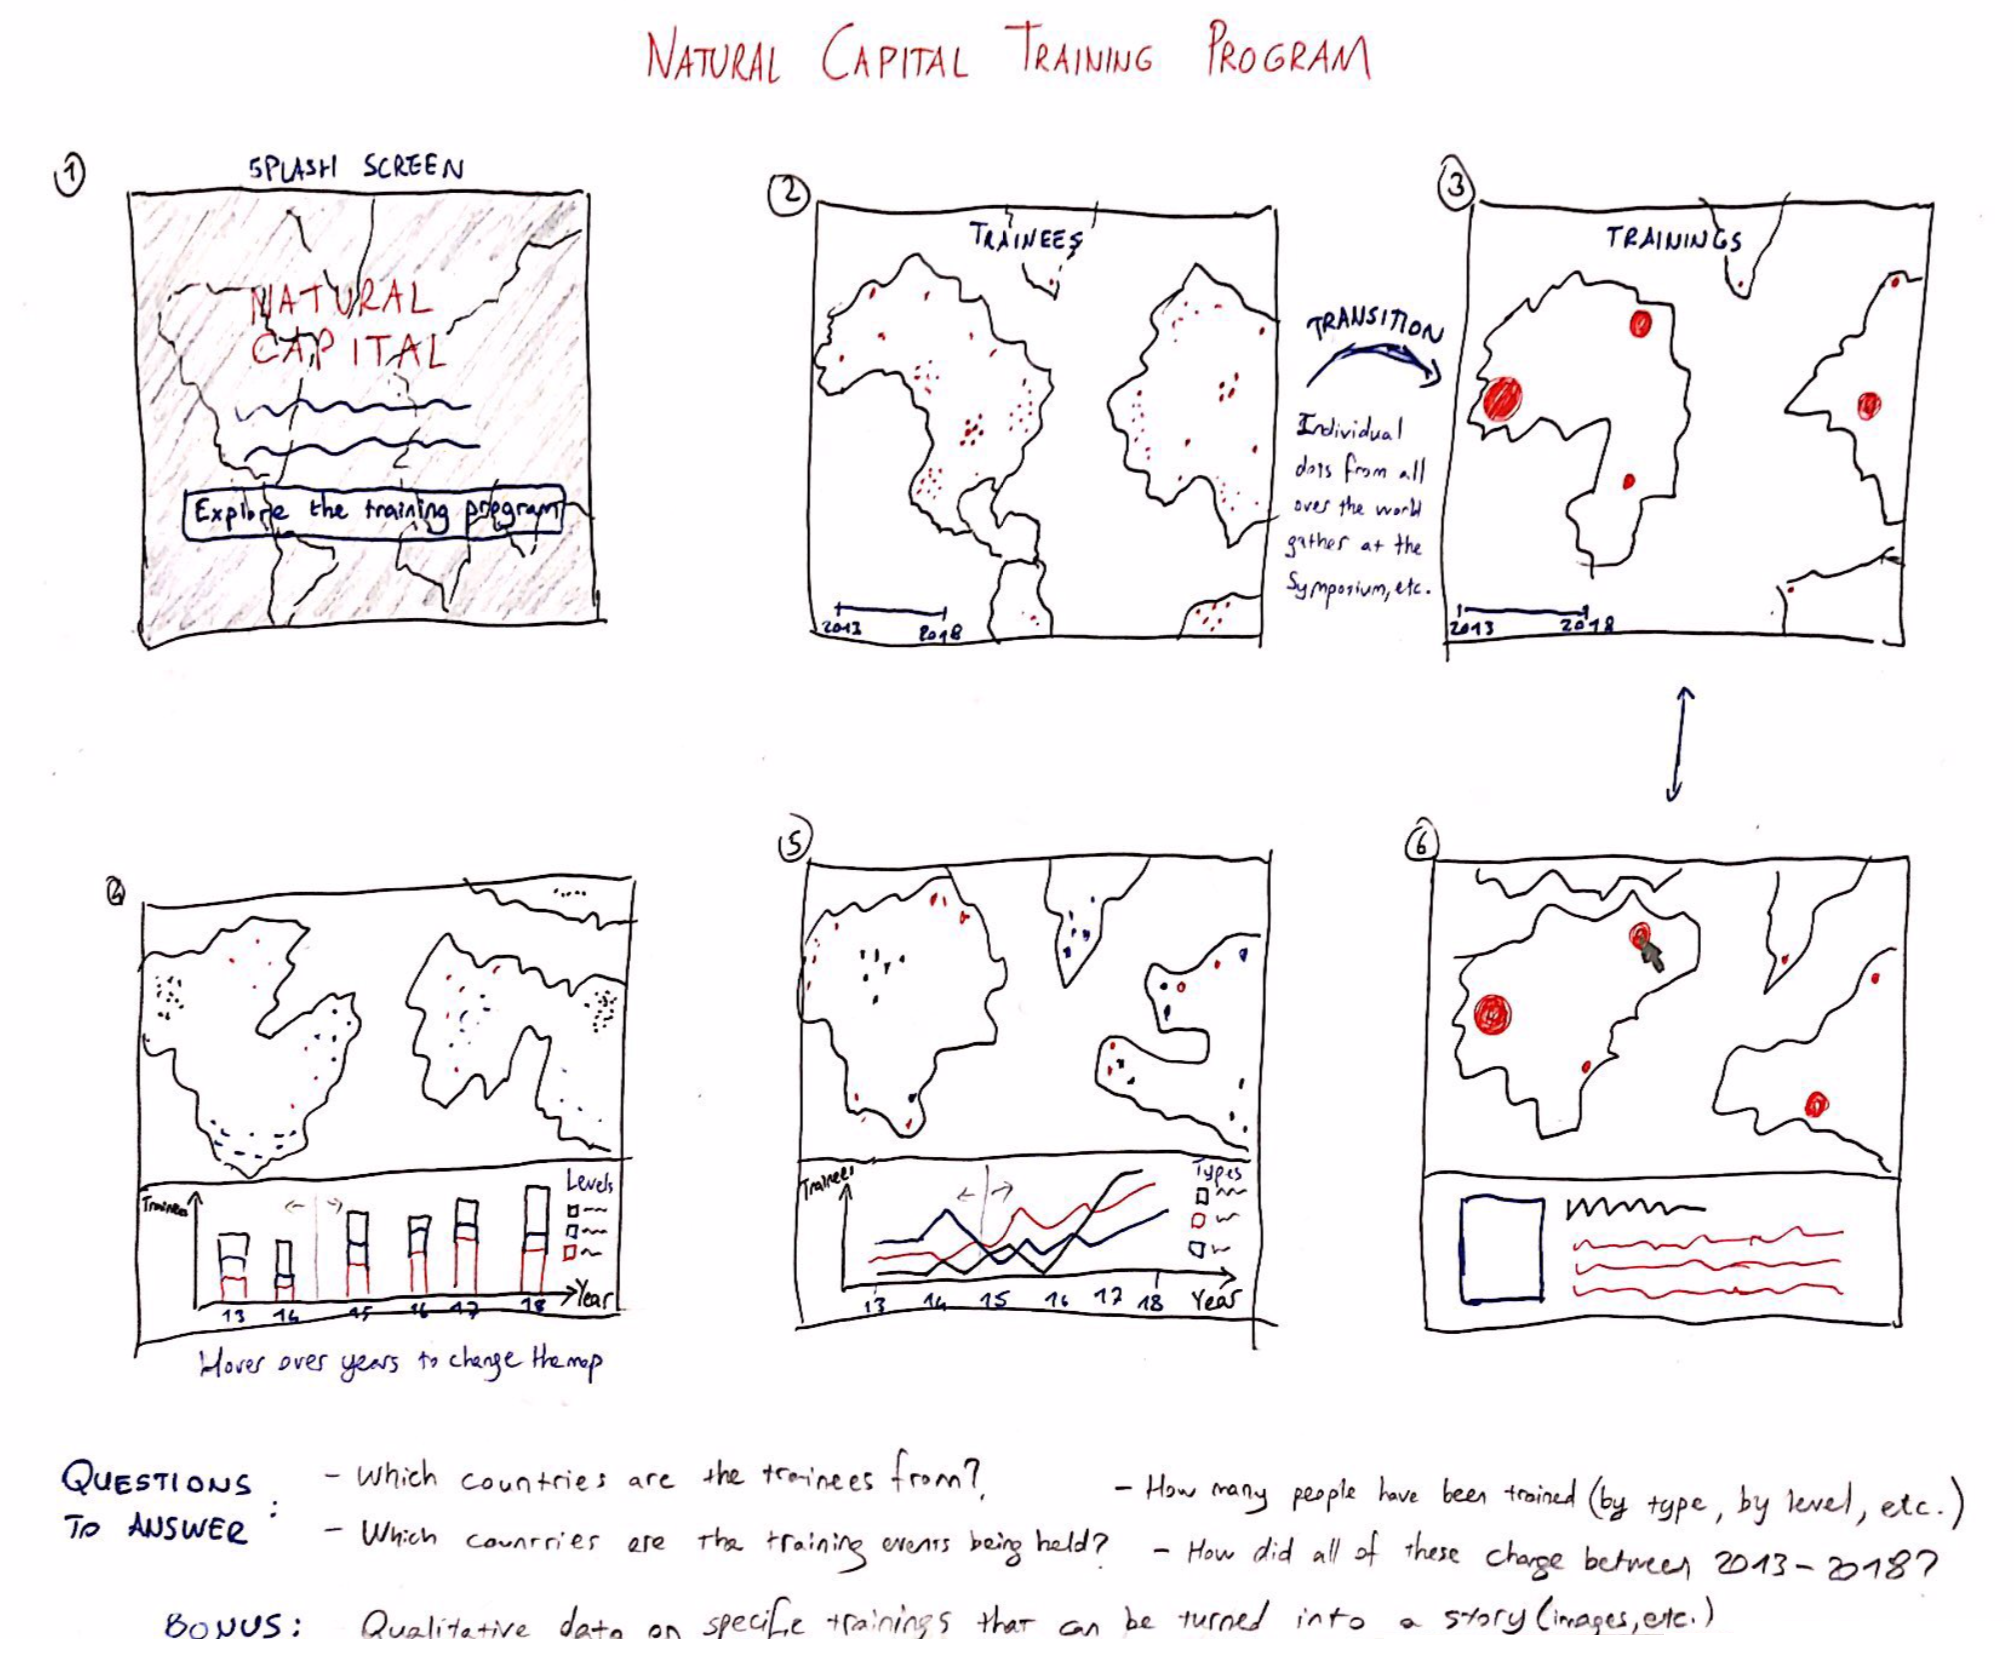 NATURAL CAPITAL TRAINING PROGRAM
1
SPLASH SCREEN
NATURAL
CAPITAL
Explore the training program
2
TRAINEES
2013 2018
TRANSITION
Individual
dots from all
over the world
gather at the
Symposium, etc.
3
TRAININGS
2013 2018
4
Trainees
Levels
13 14 15 16 17 18 Year
Hover over years to change the map
5
Trainees
Types
13 14 15 16 17 18 Year
6
QUESTIONS
TO ANSWER :
- Which countries are the trainees from?
- Which countries are the training events being held?
- How many people have been trained (by type, by level, etc.)
- How did all of these change between 2013-2018?
BONUS: Qualitative data on specific trainings that can be turned into a story (images, etc.)